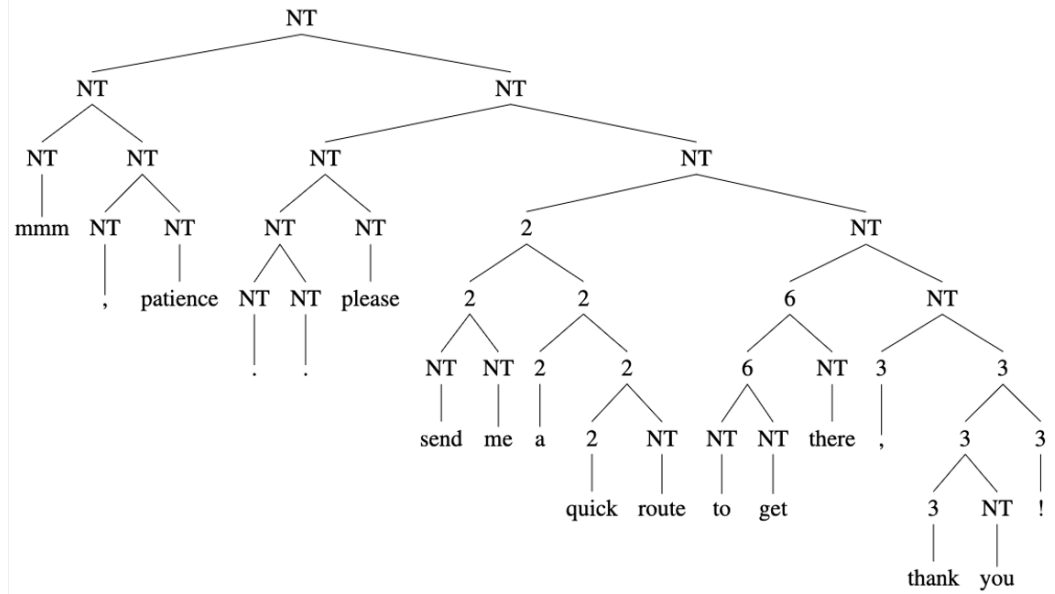 NT
NT NT
NT NT NT NT
mmm NT NT NT NT 2 NT
, patience NT NT please 2 2 6 NT
. . NT NT 2 2 6 NT 3 3
send me a 2 NT NT NT there , 3 3
quick route to get 3 NT !
thank you